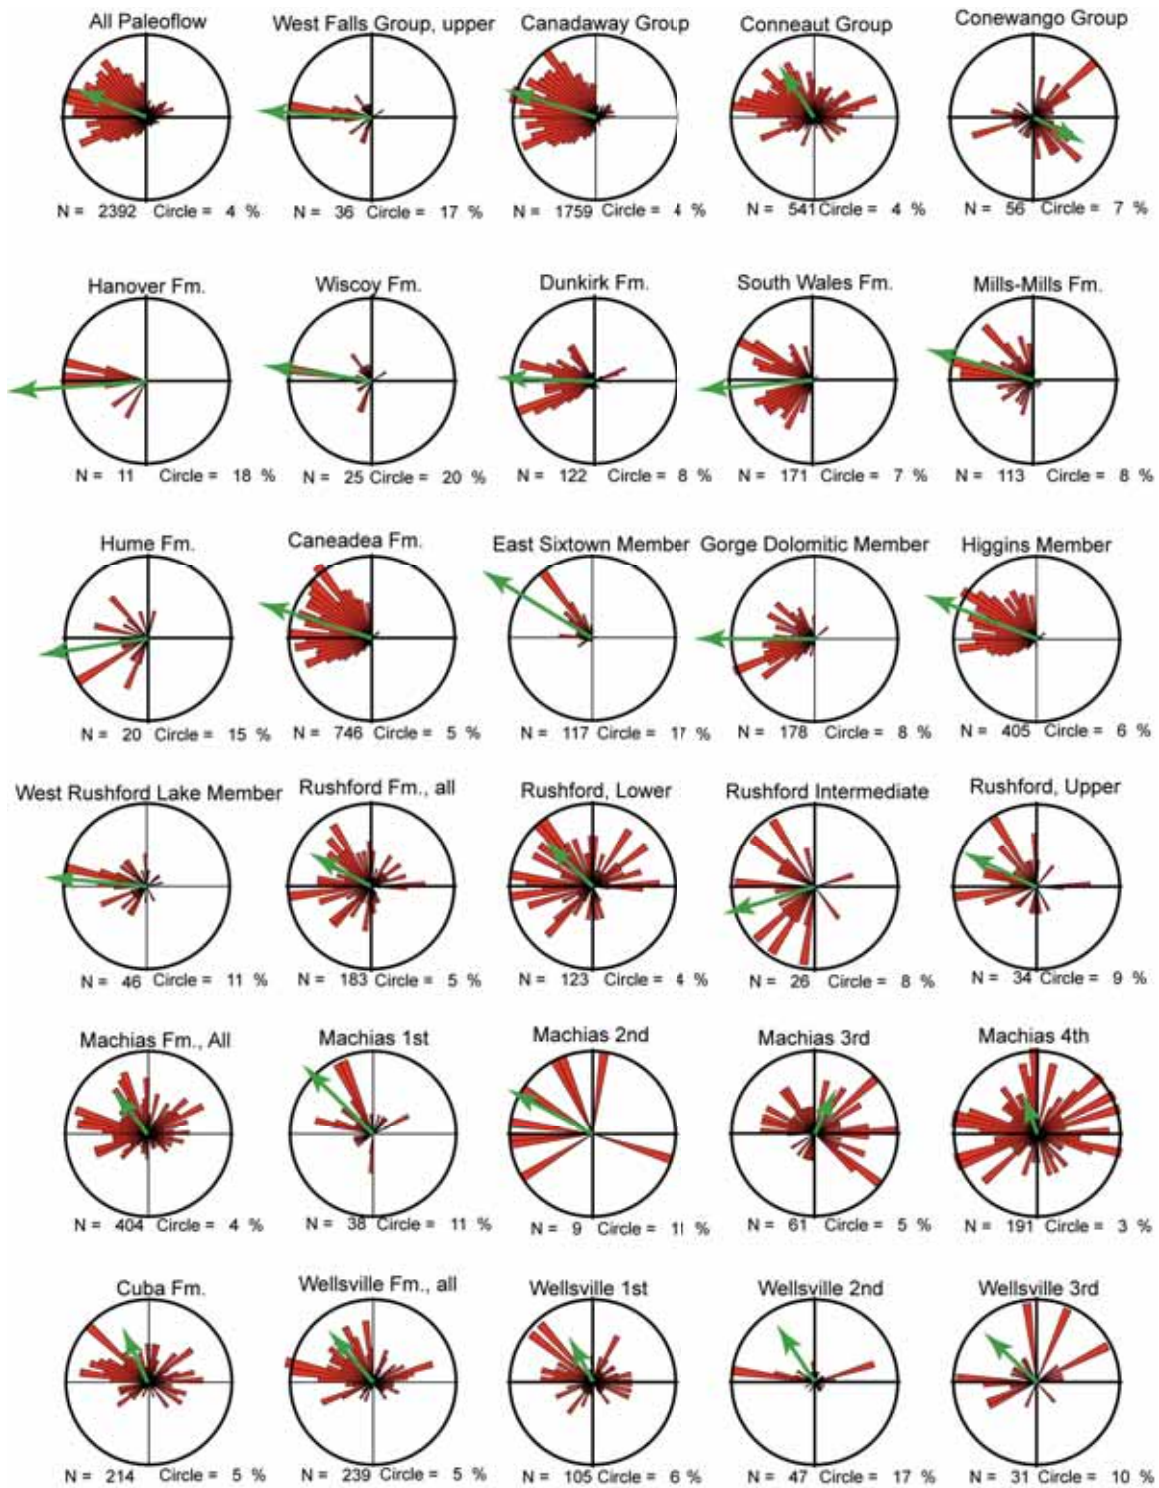 All Paleoflow West Falls Group, upper Canadaway Group Conneaut Group Conewango Group
N = 2392 Circle = 4 % N = 36 Circle = 17 % N = 1759 Circle = 4 % N = 541 Circle = 4 % N = 56 Circle = 7 %
Hanover Fm. Wiscoy Fm. Dunkirk Fm. South Wales Fm. Mills-Mills Fm.
N = 11 Circle = 18 % N = 25 Circle = 20 % N = 122 Circle = 8 % N = 171 Circle = 7 % N = 113 Circle = 8 %
Hume Fm. Caneadea Fm. East Sixtown Member Gorge Dolomitic Member Higgins Member
N = 20 Circle = 15 % N = 746 Circle = 5 % N = 117 Circle = % N = 178 Circle = 8 % N = 405 Circle = 6 %
West Rushford Lake Member Rushford Fm., all Rushford, Lower Rushford Intermediate Rushford, Upper
N = 46 Circle = 11 % N = 183 Circle = 5 % N = 123 Circle = 4 % N = 26 Circle = 8 % N = 34 Circle = 9 %
Machias Fm., All Machias 1st Machias 2nd Machias 3rd Machias 4th
N = 404 Circle = 4 % N = 38 Circle = 11 % N = 9 Circle = % N = 61 Circle = 5 % N = 191 Circle = 3 %
Cuba Fm. Wellsville Fm., all Wellsville 1st Wellsville 2nd Wellsville 3rd
N = 214 Circle = 5 % N = 239 Circle = 5 % N = 105 Circle = 6 % N = 47 Circle = 17 % N = 31 Circle = 10 %